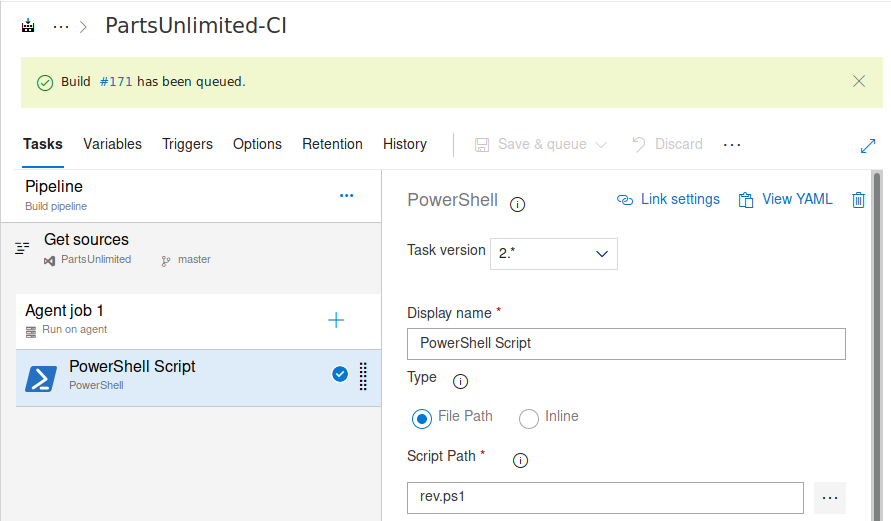 ... > PartsUnlimited-CI
Build #171 has been queued.
Tasks Variables Triggers Options Retention History Save & queue Discard ...
Pipeline ...
Build pipeline
Get sources
PartsUnlimited master
Agent job 1
Run on agent
PowerShell Script
PowerShell
PowerShell Link settings View YAML
Task version 2.*
Display name *
PowerShell Script
Type
File Path Inline
Script Path *
rev.ps1 ...